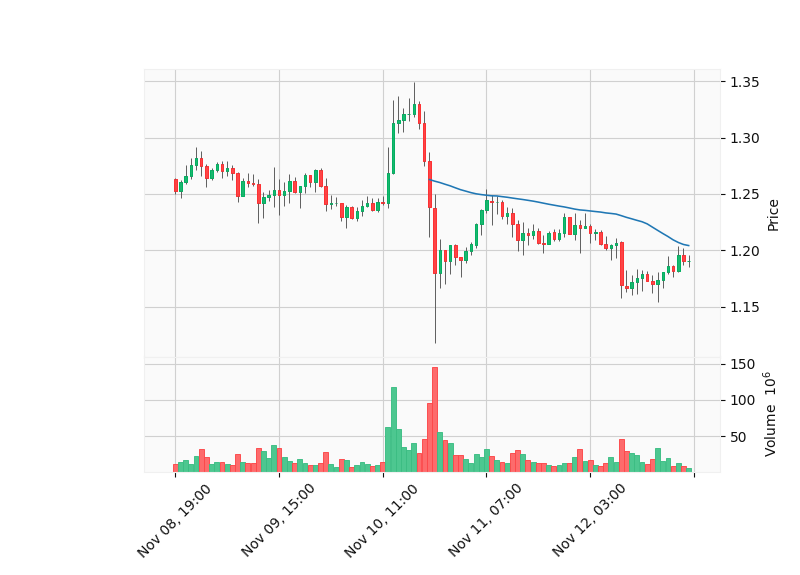 1.35
1.30
1.25
1.20
1.15
Price
150
100
50
Volume 10^6
Nov 08, 19:00
Nov 09, 15:00
Nov 10, 11:00
Nov 11, 07:00
Nov 12, 03:00